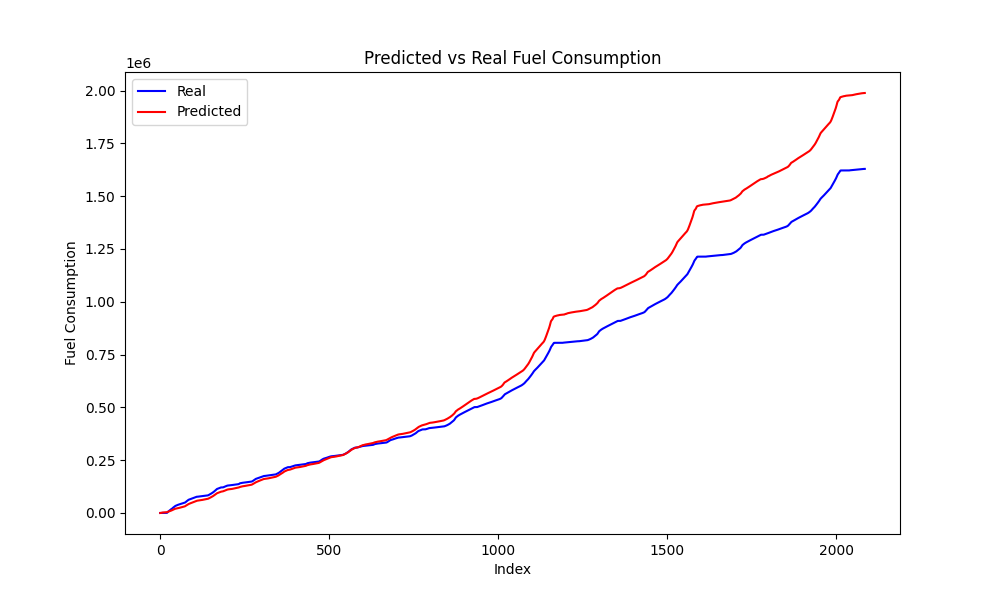 Predicted vs Real Fuel Consumption
1e6
Real
Predicted
2.00
1.75
1.50
1.25
1.00
0.75
0.50
0.25
0.00
Fuel Consumption
0 500 1000 1500 2000
Index